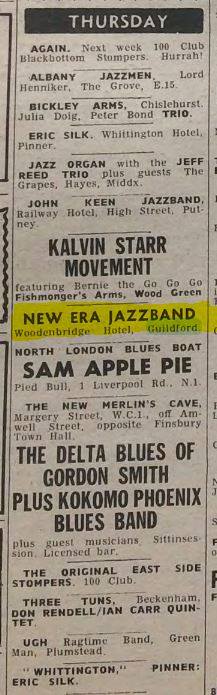 THURSDAY
AGAIN. Next week 100 Club
Blackbottom Stompers. Hurrah!
ALBANY JAZZMEN, Lord
Henniker, The Grove, E.15.
BICKLEY ARMS, Chislehurst.
Julia Doig, Peter Bond TRIO.
ERIC SILK. Whittington Hotel,
Pinner.
JAZZ ORGAN with the JEFF
REED TRIO plus guests The
Grapes, Hayes, Middx.
JOHN KEEN JAZZBAND,
Railway Hotel, High Street, Put-
ney.
KALVIN STARR
MOVEMENT
featuring Bernie the Go Go Go
Fishmonger's Arms, Wood Green
NEW ERA JAZZBAND
Woodenbridge Hotel, Guildford.
NORTH LONDON BLUES BOAT
SAM APPLE PIE
Pied Bull, 1 Liverpool Rd., N.1.
THE NEW MERLIN'S CAVE,
Margery Street, W.C.1., off Am-
well Street, opposite Finsbury
Town Hall.
THE DELTA BLUES OF
GORDON SMITH
PLUS KOKOMO PHOENIX
BLUES BAND
plus guest musicians Sittinses-
sion. Licensed bar.
THE ORIGINAL EAST SIDE
STOMPERS. 100 Club.
THREE TUNS, Beckenham,
DON RENDELL/IAN CARR QUIN-
TET.
UGH Ragtime Band, Green
Man, Plumstead.
"WHITTINGTON," PINNER:
ERIC SILK.